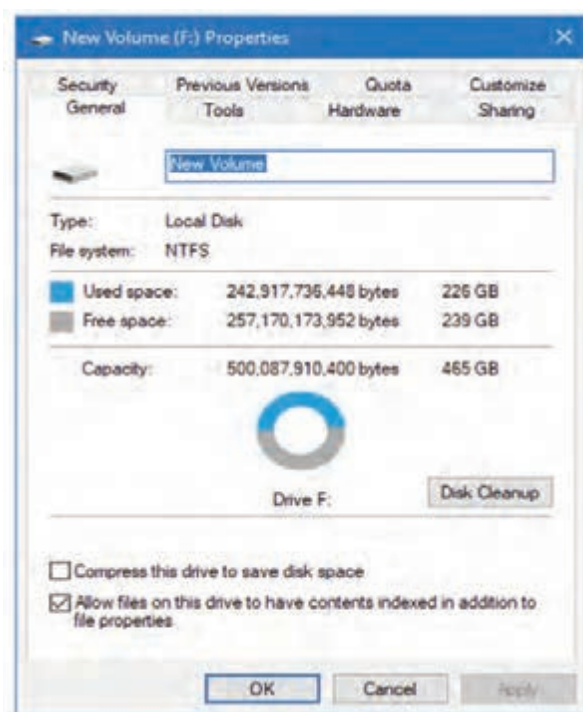 New Volume (F:) Properties
Security Previous Versions Quota Customize
General Tools Hardware Sharing
New Volume
Type: Local Disk
File system: NTFS
Used space: 242,917,736,448 bytes 226 GB
Free space: 257,170,173,952 bytes 239 GB
Capacity: 500,087,910,400 bytes 465 GB
Drive F:
Disk Cleanup
Compress this drive to save disk space
Allow files on this drive to have contents indexed in addition to
file properties
OK Cancel Apply